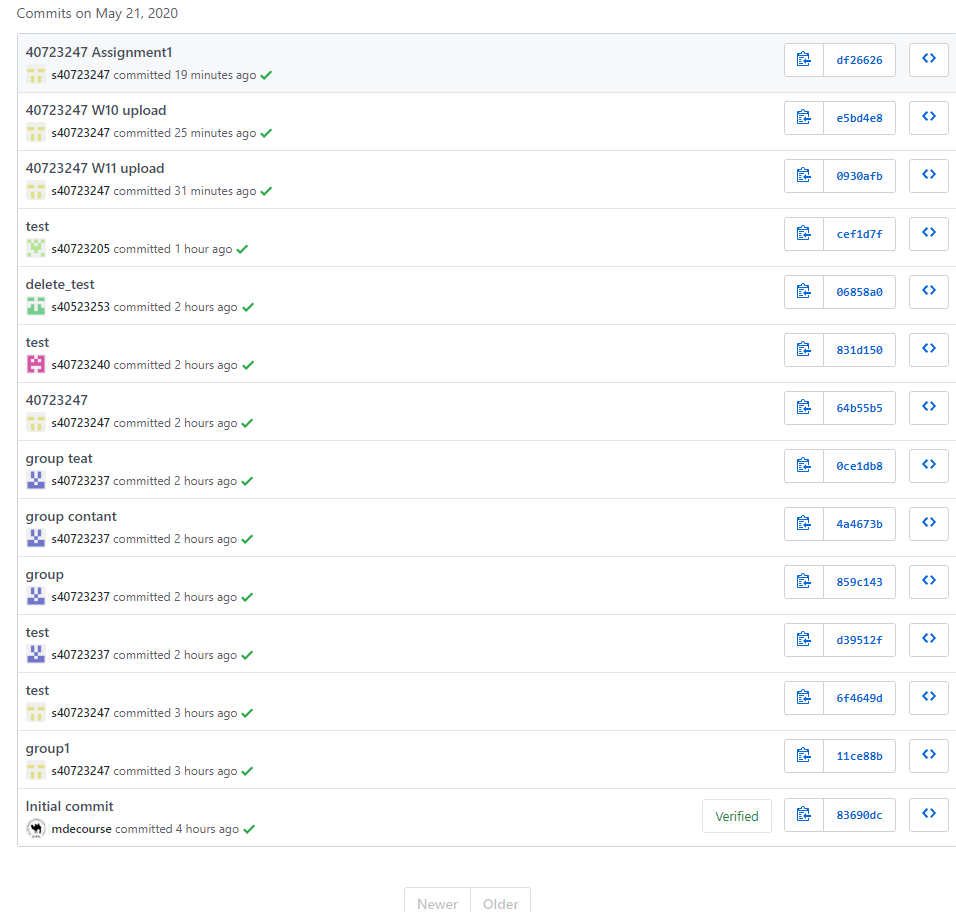 Commits on May 21, 2020
40723247 Assignment1
df26626
s40723247 committed 19 minutes ago
40723247 W10 upload
e5bd4e8
s40723247 committed 25 minutes ago
40723247 W11 upload
0930afb
s40723247 committed 31 minutes ago
test
cef1d7f
s40723205 committed 1 hour ago
delete_test
06858a0
s40523253 committed 2 hours ago
test
831d150
s40723240 committed 2 hours ago
40723247
64b55b5
s40723247 committed 2 hours ago
group teat
0ce1db8
s40723237 committed 2 hours ago
group contant
4a4673b
s40723237 committed 2 hours ago
group
859c143
s40723237 committed 2 hours ago
test
d39512f
s40723237 committed 2 hours ago
test
6f4649d
s40723247 committed 3 hours ago
group1
11ce88b
s40723247 committed 3 hours ago
Initial commit
Verified 83690dc
mdecourse committed 4 hours ago
Newer Older